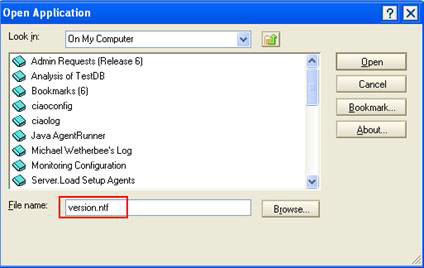 Open Application
Look in: On My Computer
Admin Requests (Release 6)
Analysis of TestDB
Bookmarks (6)
ciaoconfig
ciaolog
Java AgentRunner
Michael Wetherbee's Log
Monitoring Configuration
Server.Load Setup Agents
Open
Cancel
Bookmark...
About...
File name: version.ntf Browse...